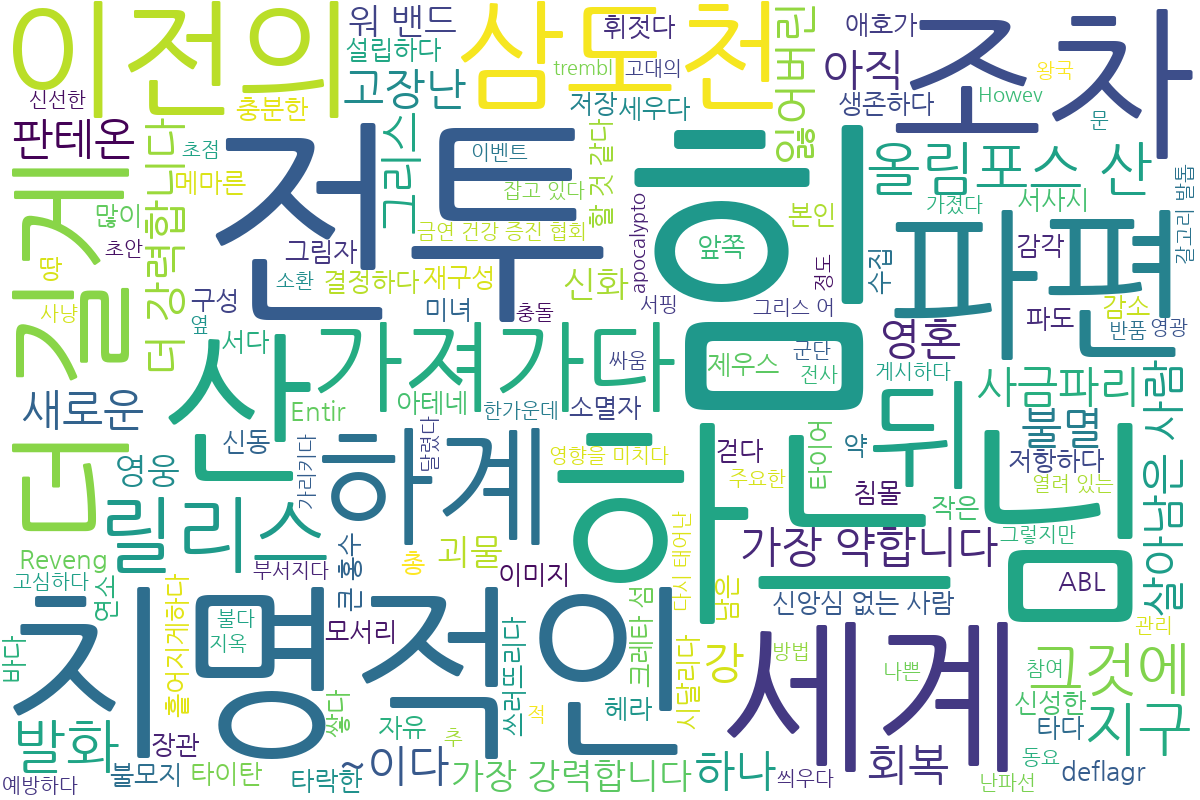 이전의
삼도천
조차
워 밴드
휘젓다
애호가
설립하다
trembl
고대의
왕국
신선한
충분한
고장난
저장
세우다
잃어버린
아직
생존하다
Howev
문
판테온
초점
메마른
더 강력합니다
그리스
전투
이벤트
잡고 있다
할 것 같다
힘
올림포스 산
가졌다
서사시
갈고리 발톱
더 길게
많이
초안
땅
사냥
그림자
소환
금연 건강 증진 협회
결정하다
재구성
신화
apocalypto
앞쪽
본인
정도
수집
감각
파편
구성
옆
서다
미녀
충돌
서핑
그리스 어
영혼
파도
감소
반품
영광
새로운
산
가져가다
싸움
제우스
군단
전사
게시하다
사금파리
살아남은 사람
Entir
아테네
한가운데
소멸자
하느님
뒤
불멸
영웅
신동
가리키다
하계
달렸다
영향을 미치다
걷다
주요한
타이어
약
침몰
작은
저항하다
열려 있는
릴리스
Reveng
고심하다
연소
부서지다
홍수
총
괴물
이미지
다시 태어난
남은
가장 약합니다
그렇지만
ABL
바다
흩어지게하다
불다
지옥
큰
모서리
치명적인
쓰러뜨리다
크레타 섬
시달리다
강
신앙심 없는 사람
방법
나쁜
세계
참여
관리
그것에
신성한
발화
장관
쌓다
자유
추
적
헤라
타다
지구
예방하다
불모지
타이탄
타락한
~이다
가장 강력합니다
하나
씌우다
회복
동요
난파선
deflagr